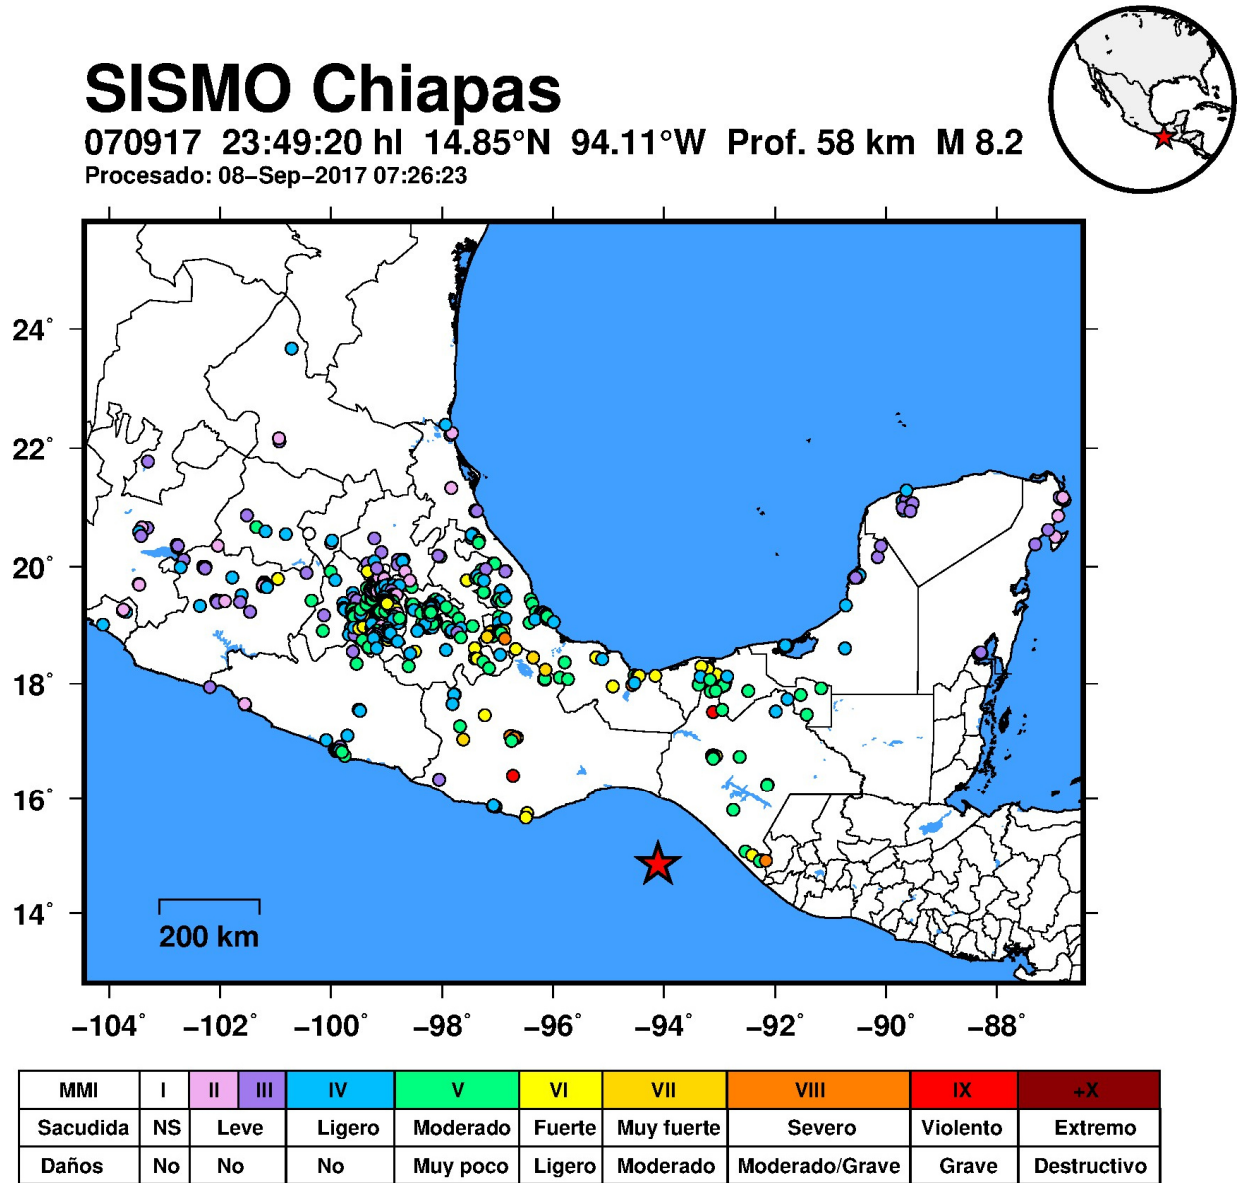 SISMO Chiapas
070917 23:49:20 hl 14.85°N 94.11°W Prof. 58 km M 8.2
Procesado: 08−Sep−2017 07:26:23
24°
22°
20°
18°
16°
14°
200 km
−104° −102° −100° −98° −96° −94° −92° −90° −88°
MMI I II III IV V VI VII VIII IX +X
Sacudida NS Leve Ligero Moderado Fuerte Muy fuerte Severo Violento Extremo
Daños No No No Muy poco Ligero Moderado Moderado/Grave Grave Destructivo